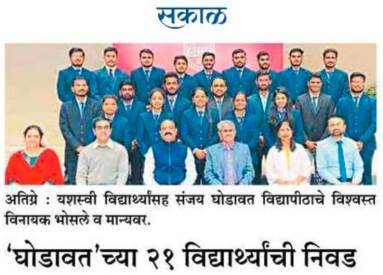 सकाळ
अतिग्रे : यशस्वी विद्यार्थ्यांसह संजय घोडावत विद्यापीठाचे विश्वस्त
विनायक भोसले व मान्यवर.
‘घोडावत’च्या २१ विद्यार्थ्यांची निवड